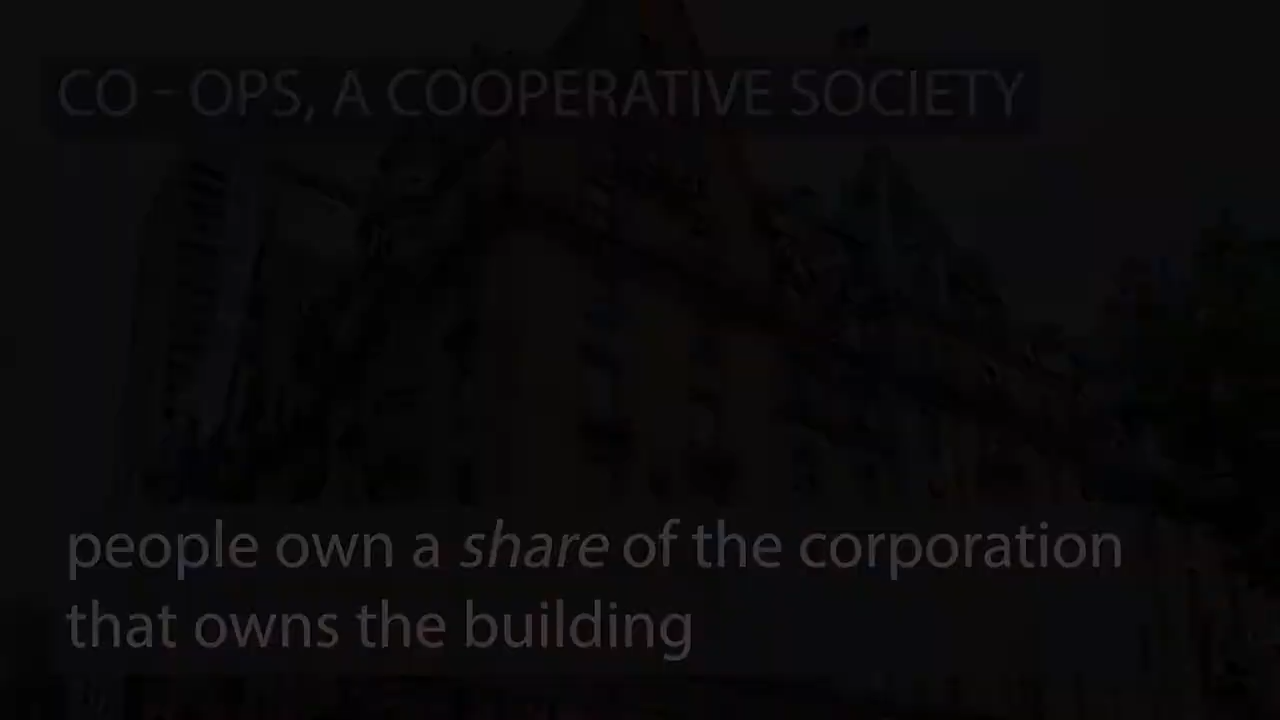 CO – OPS, A COOPERATIVE SOCIETY
people own a share of the corporation
that owns the building